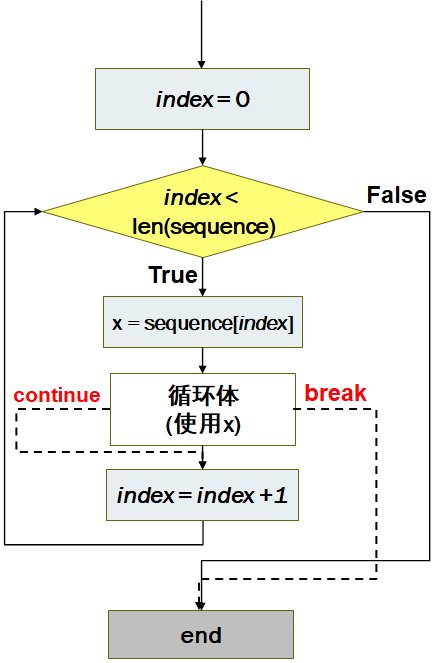 index = 0
index <
len(sequence)
False
True
x = sequence[index]
continue
循环体
(使用x)
break
index = index +1
end